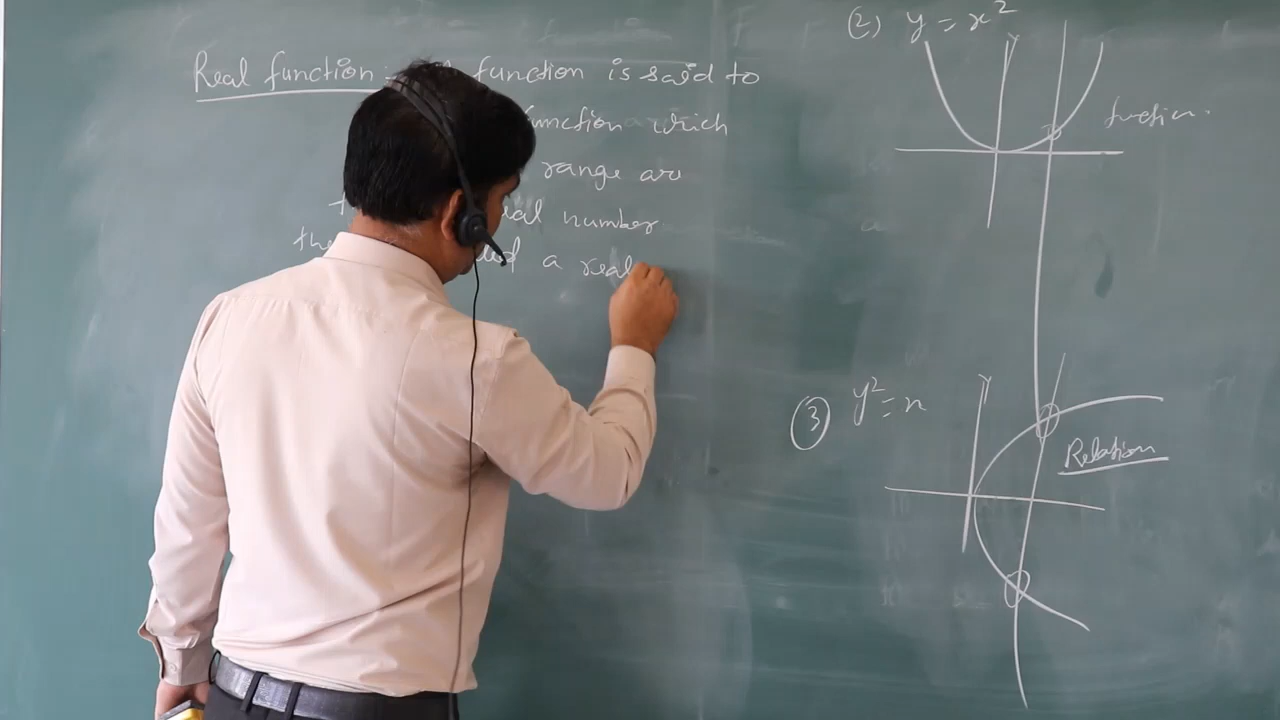 Real function: function is said to
function which
range are
real number
the a real
(2) y = x²
function.
③ y² = x
Relation